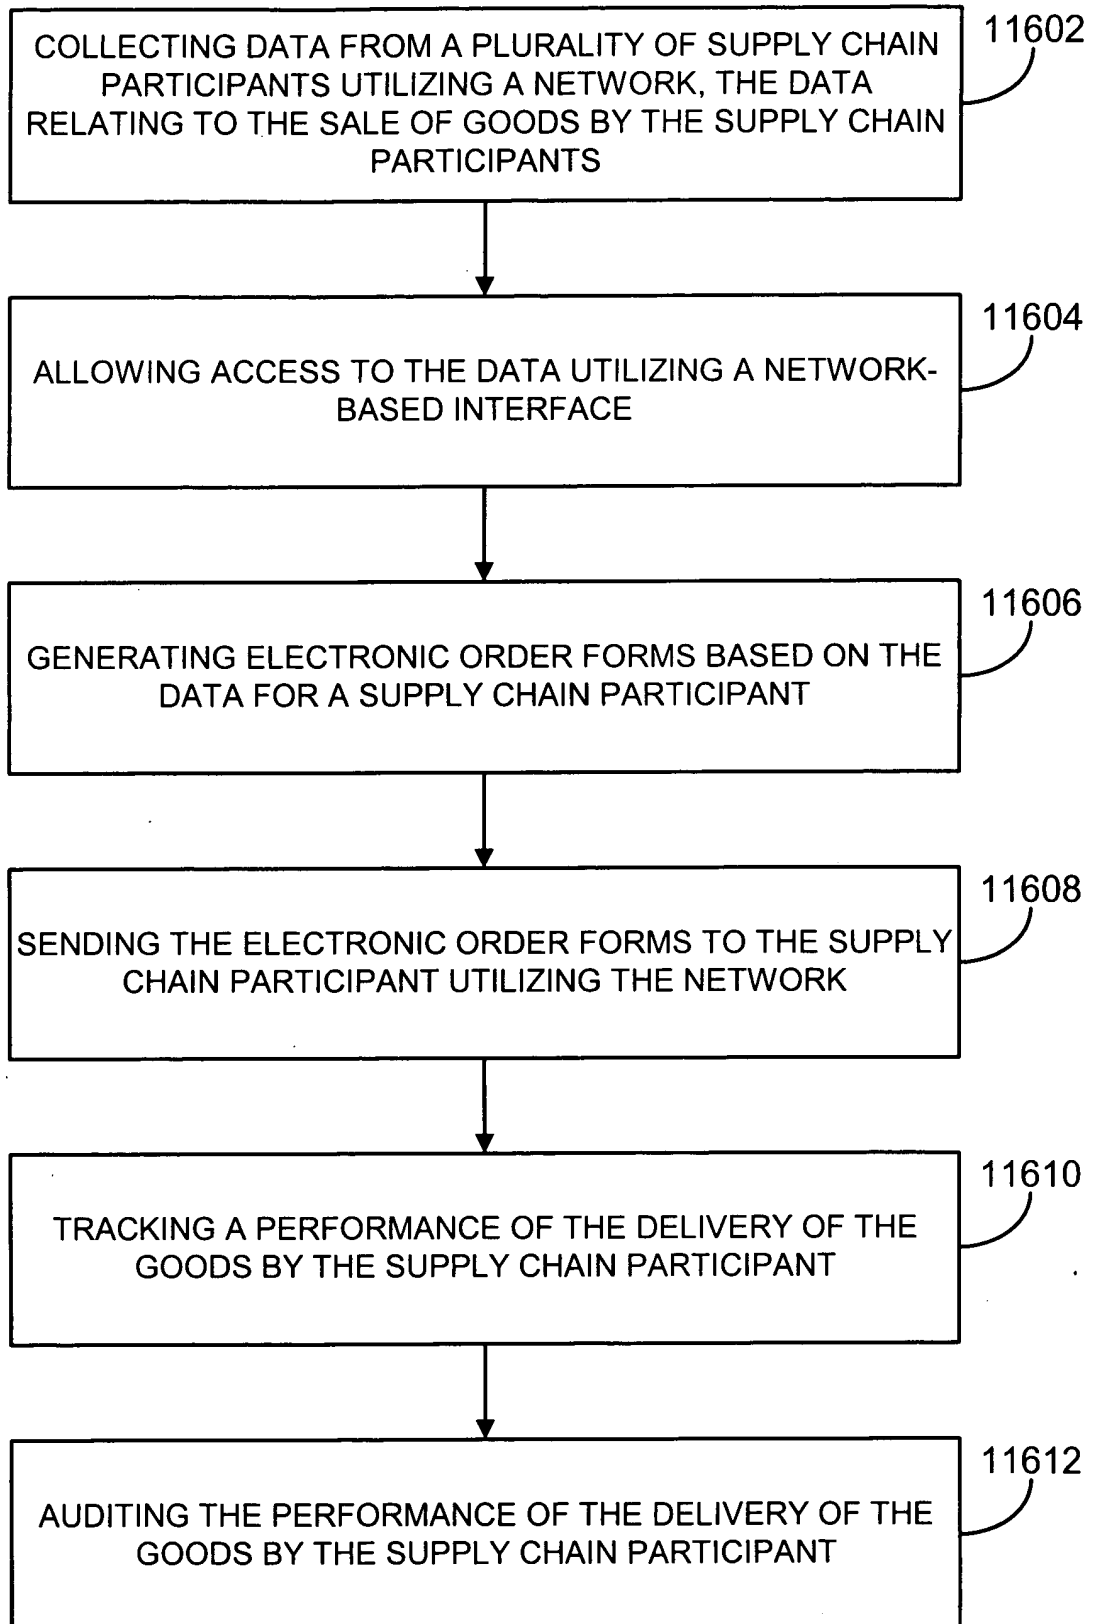 COLLECTING DATA FROM A PLURALITY OF SUPPLY CHAIN
PARTICIPANTS UTILIZING A NETWORK, THE DATA
RELATING TO THE SALE OF GOODS BY THE SUPPLY CHAIN
PARTICIPANTS
11602
ALLOWING ACCESS TO THE DATA UTILIZING A NETWORK-
BASED INTERFACE
11604
GENERATING ELECTRONIC ORDER FORMS BASED ON THE
DATA FOR A SUPPLY CHAIN PARTICIPANT
11606
SENDING THE ELECTRONIC ORDER FORMS TO THE SUPPLY
CHAIN PARTICIPANT UTILIZING THE NETWORK
11608
TRACKING A PERFORMANCE OF THE DELIVERY OF THE
GOODS BY THE SUPPLY CHAIN PARTICIPANT
11610
AUDITING THE PERFORMANCE OF THE DELIVERY OF THE
GOODS BY THE SUPPLY CHAIN PARTICIPANT
11612